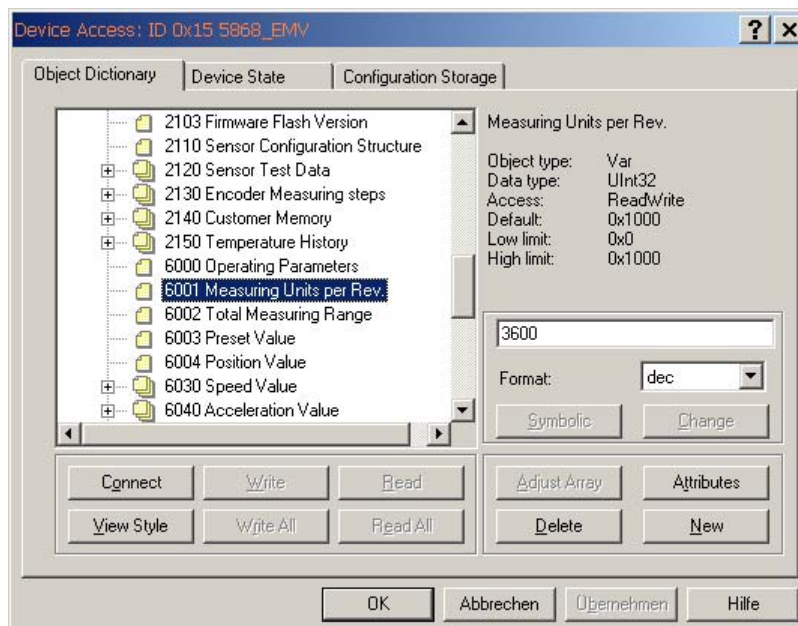 Device Access: ID 0x15 5868_EMV
Object Dictionary
Device State
Configuration Storage
2103 Firmware Flash Version
2110 Sensor Configuration Structure
2120 Sensor Test Data
2130 Encoder Measuring steps
2140 Customer Memory
2150 Temperature History
6000 Operating Parameters
6001 Measuring Units per Rev.
6002 Total Measuring Range
6003 Preset Value
6004 Position Value
6030 Speed Value
6040 Acceleration Value
Measuring Units per Rev.
Object type: Var
Data type: UInt32
Access: ReadWrite
Default: 0x1000
Low limit: 0x0
High limit: 0x1000
3600
Format: dec
Symbolic Change
Connect Write Read
View Style Write All Read All
Adjust Array Attributes
Delete New
OK Abbrechen Übernehmen Hilfe